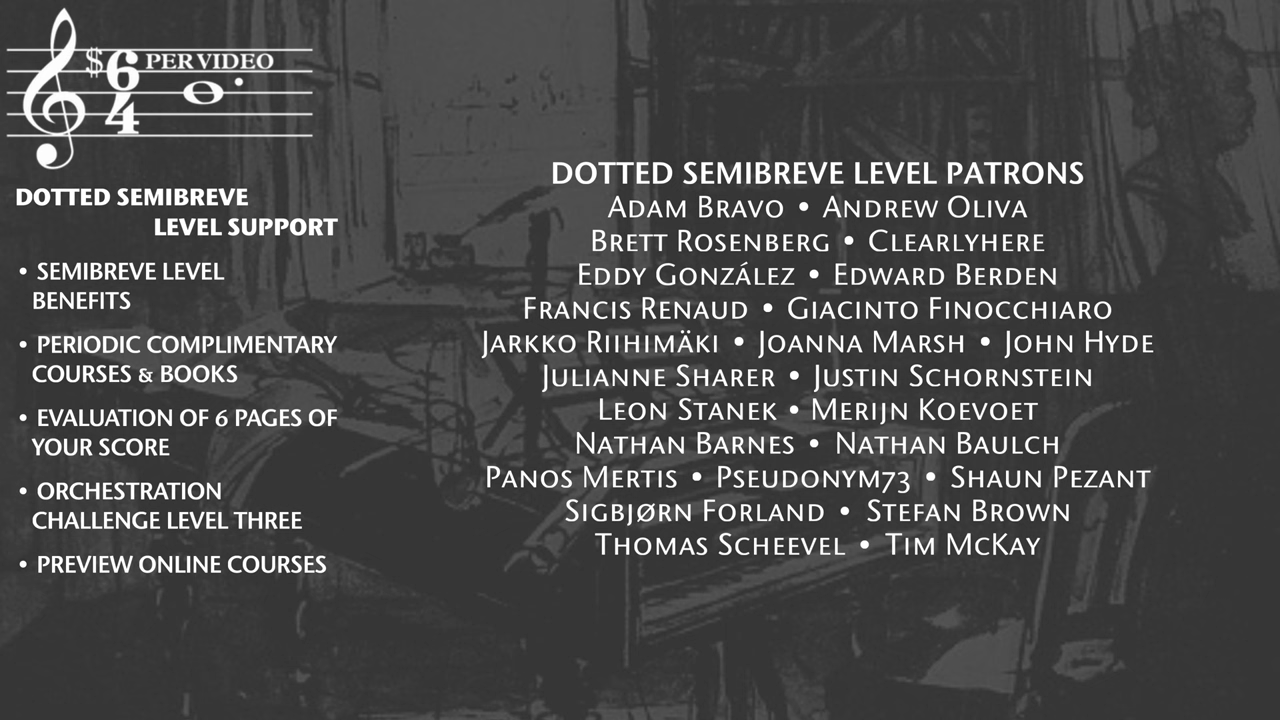 $ 6 4 PER VIDEO
DOTTED SEMIBREVE
LEVEL SUPPORT
• SEMIBREVE LEVEL
BENEFITS
• PERIODIC COMPLIMENTARY
COURSES & BOOKS
• EVALUATION OF 6 PAGES OF
YOUR SCORE
• ORCHESTRATION
CHALLENGE LEVEL THREE
• PREVIEW ONLINE COURSES
DOTTED SEMIBREVE LEVEL PATRONS
ADAM BRAVO • ANDREW OLIVA
BRETT ROSENBERG • CLEARLYHERE
EDDY GONZÁLEZ • EDWARD BERDEN
FRANCIS RENAUD • GIACINTO FINOCCHIARO
JARKKO RIIHIMÄKI • JOANNA MARSH • JOHN HYDE
JULIANNE SHARER • JUSTIN SCHORNSTEIN
LEON STANEK • MERIJN KOEVOET
NATHAN BARNES • NATHAN BAULCH
PANOS MERTIS • PSEUDONYM73 • SHAUN PEZANT
SIGBJØRN FORLAND • STEFAN BROWN
THOMAS SCHEEVEL • TIM MCKAY